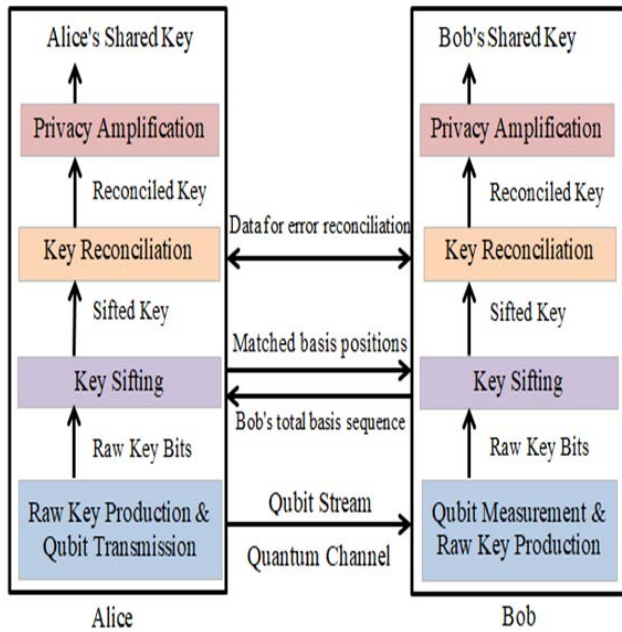 Alice's Shared Key
Privacy Amplification
Reconciled Key
Key Reconciliation
Sifted Key
Key Sifting
Raw Key Bits
Raw Key Production &
Qubit Transmission
Alice
Data for error reconciliation
Matched basis positions
Bob's total basis sequence
Qubit Stream
Quantum Channel
Bob's Shared Key
Privacy Amplification
Reconciled Key
Key Reconciliation
Sifted Key
Key Sifting
Raw Key Bits
Qubit Measurement &
Raw Key Production
Bob